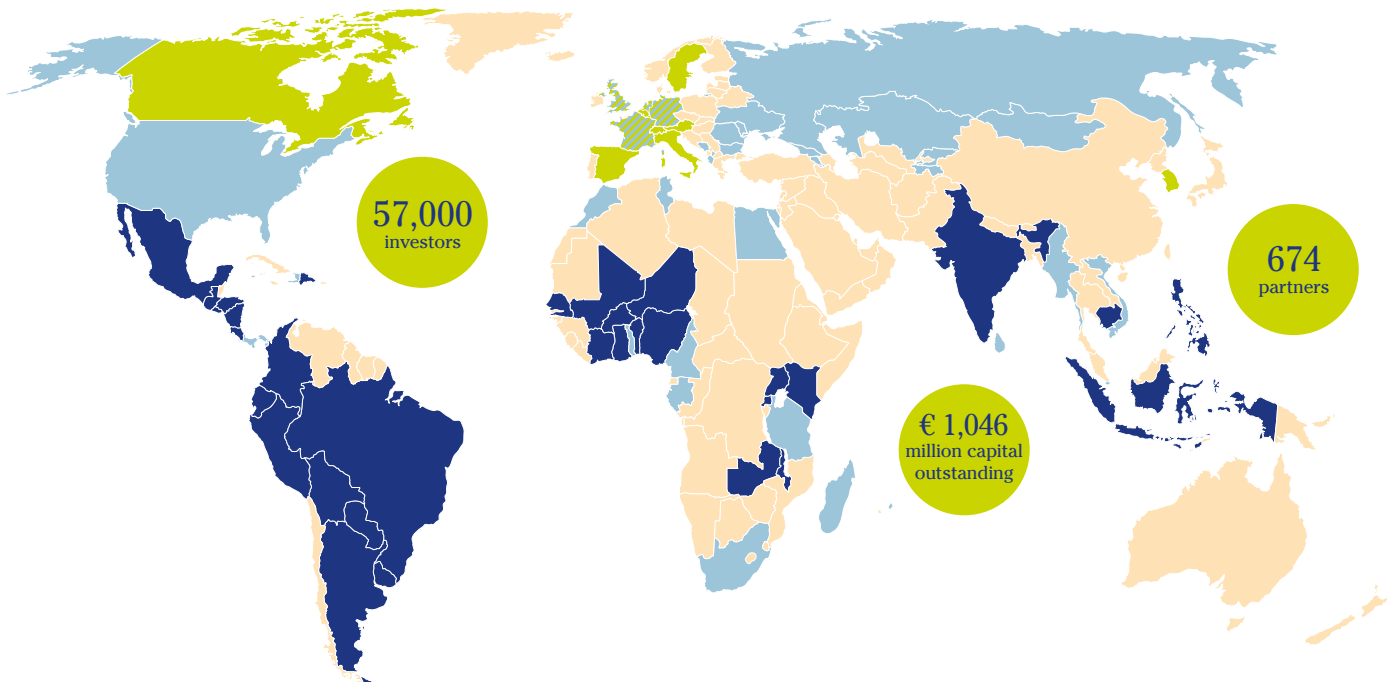 57,000
investors
674
partners
€ 1,046
million capital
outstanding